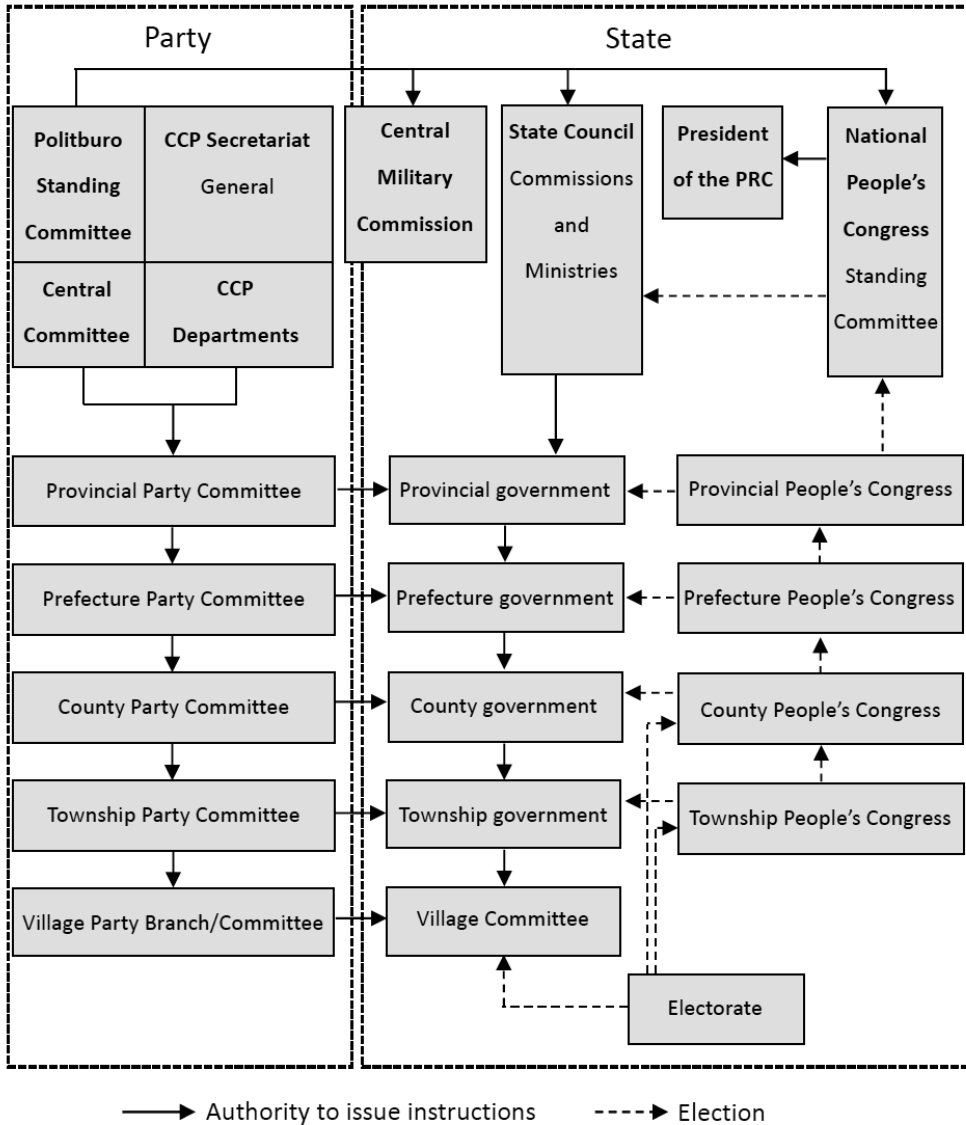 Party
State
Politburo
Standing
Committee
CCP Secretariat
General
Central
Military
Commission
State Council
Commissions
and
Ministries
President
of the PRC
National
People’s
Congress
Standing
Committee
Central
Committee
CCP
Departments
Provincial Party Committee
Provincial government
Provincial People’s Congress
Prefecture Party Committee
Prefecture government
Prefecture People’s Congress
County Party Committee
County government
County People’s Congress
Township Party Committee
Township government
Township People’s Congress
Village Party Branch/Committee
Village Committee
Electorate
Authority to issue instructions
Election